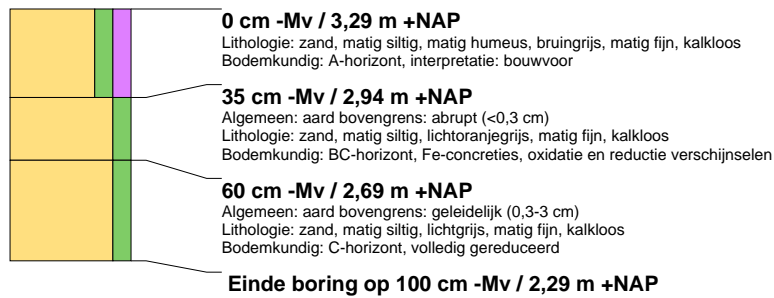 0 cm -Mv / 3,29 m +NAP
Lithologie: zand, matig siltig, matig humeus, bruingrijs, matig fijn, kalkloos
Bodemkundig: A-horizont, interpretatie: bouwvoor
35 cm -Mv / 2,94 m +NAP
Algemeen: aard bovengrens: abrupt (<0,3 cm)
Lithologie: zand, matig siltig, lichtoranjegrijs, matig fijn, kalkloos
Bodemkundig: BC-horizont, Fe-concreties, oxidatie en reductie verschijnselen
60 cm -Mv / 2,69 m +NAP
Algemeen: aard bovengrens: geleidelijk (0,3-3 cm)
Lithologie: zand, matig siltig, lichtgrijs, matig fijn, kalkloos
Bodemkundig: C-horizont, volledig gereduceerd
Einde boring op 100 cm -Mv / 2,29 m +NAP